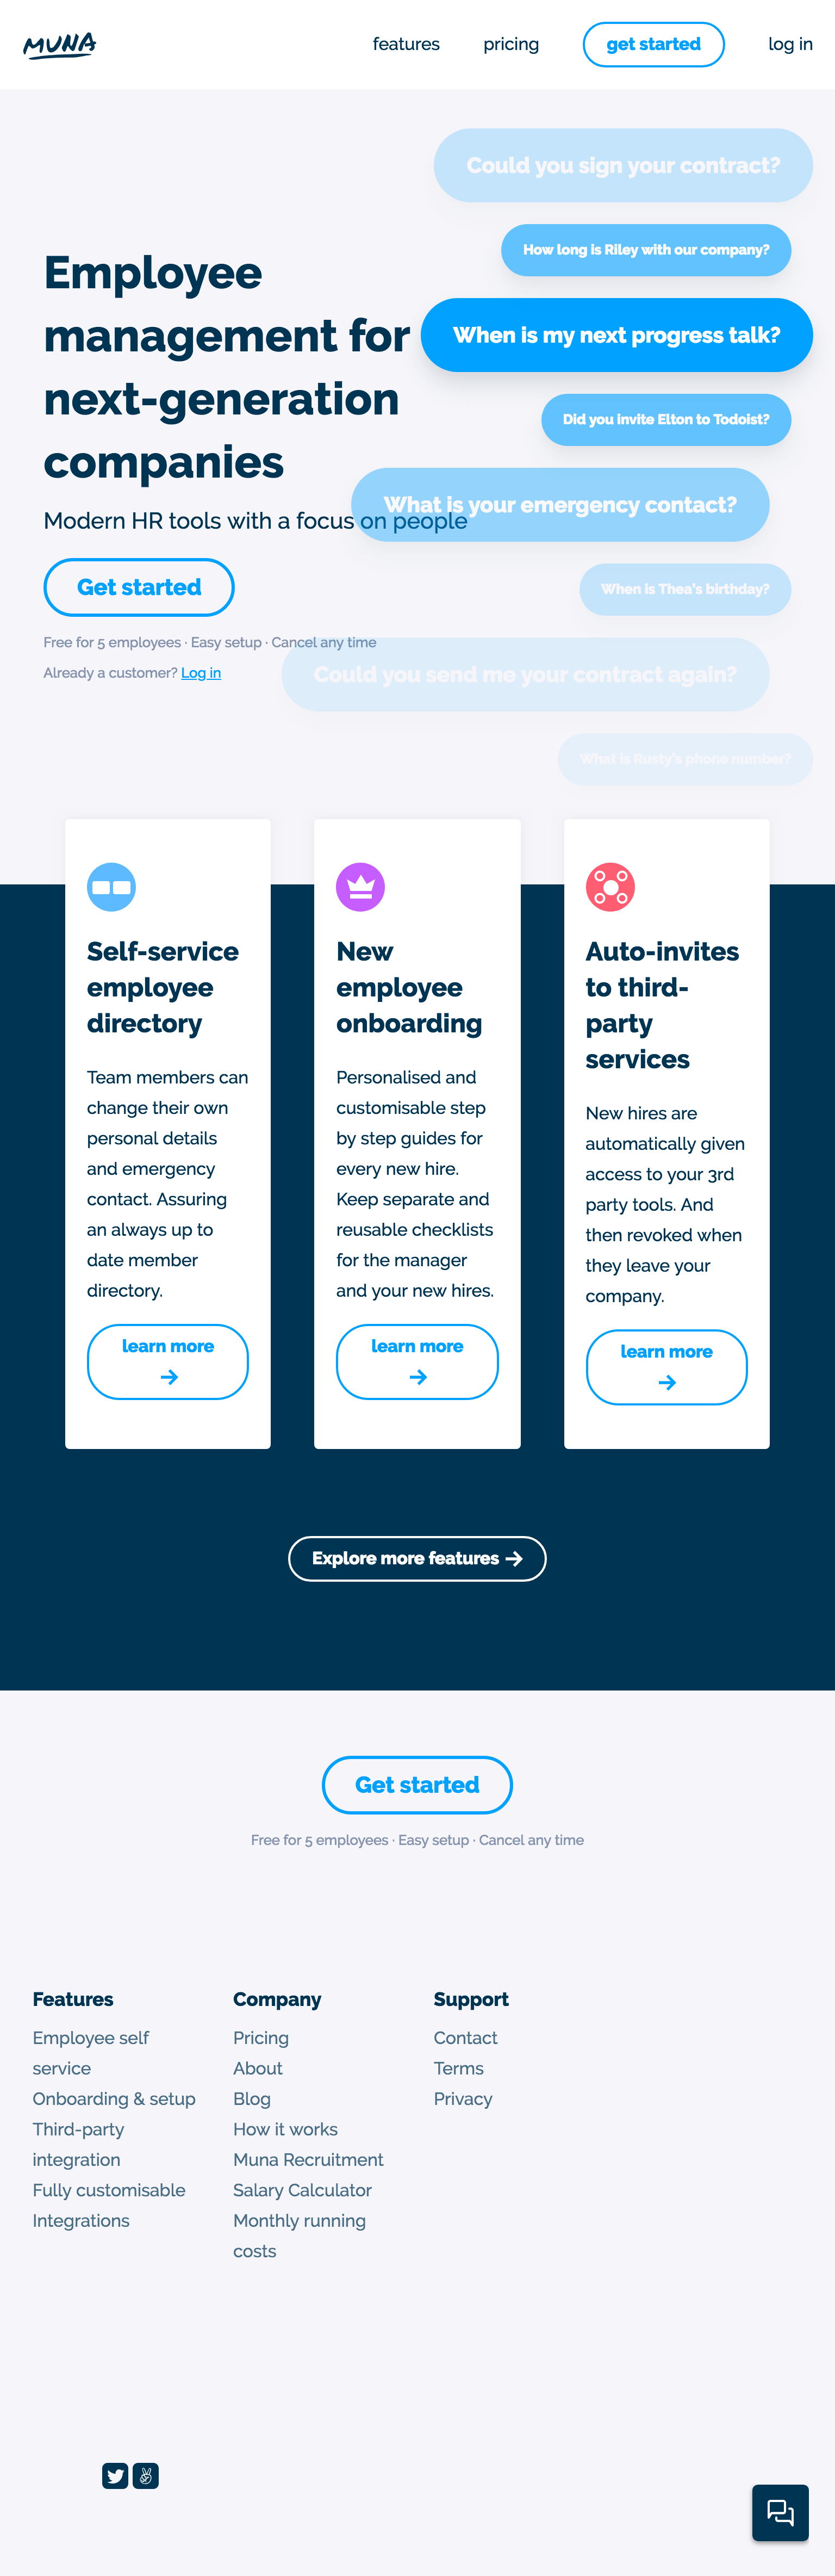 MUNA
features
pricing
get started
log in
Could you sign your contract?
How long is Riley with our company?
When is my next progress talk?
Did you invite Elton to Todoist?
What is your emergency contact?
When is Thea's birthday?
Could you send me your contract again?
What is Rusty's phone number?
Employee
management for
next-generation
companies
Modern HR tools with a focus on people
Get started
Free for 5 employees · Easy setup · Cancel any time
Already a customer? Log in
Self-service
employee
directory
Team members can
change their own
personal details
and emergency
contact. Assuring
an always up to
date member
directory.
learn more
→
New
employee
onboarding
Personalised and
customisable step
by step guides for
every new hire.
Keep separate and
reusable checklists
for the manager
and your new hires.
learn more
→
Auto-invites
to third-
party
services
New hires are
automatically given
access to your 3rd
party tools. And
then revoked when
they leave your
company.
learn more
→
Explore more features →
Get started
Free for 5 employees · Easy setup · Cancel any time
Features
Employee self
service
Onboarding & setup
Third-party
integration
Fully customisable
Integrations
Company
Pricing
About
Blog
How it works
Muna Recruitment
Salary Calculator
Monthly running
costs
Support
Contact
Terms
Privacy